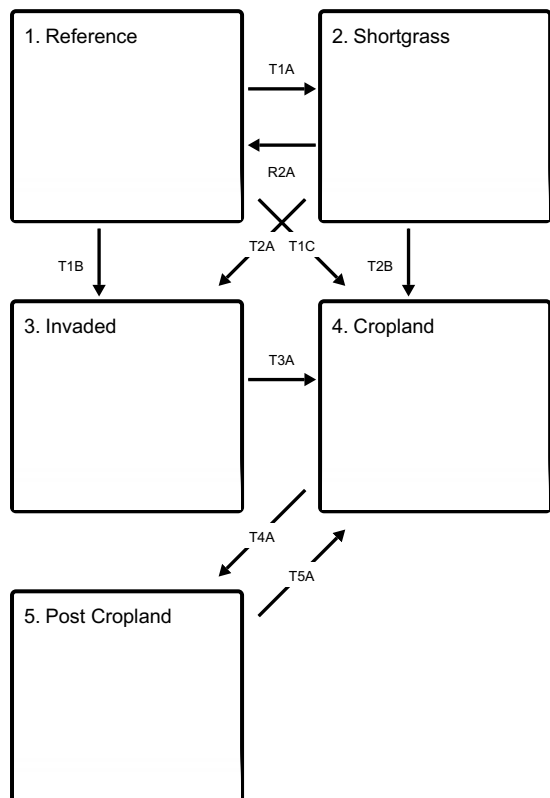 1. Reference
2. Shortgrass
T1A
R2A
T1B
T2A
T1C
T2B
3. Invaded
4. Cropland
T3A
T4A
T5A
5. Post Cropland